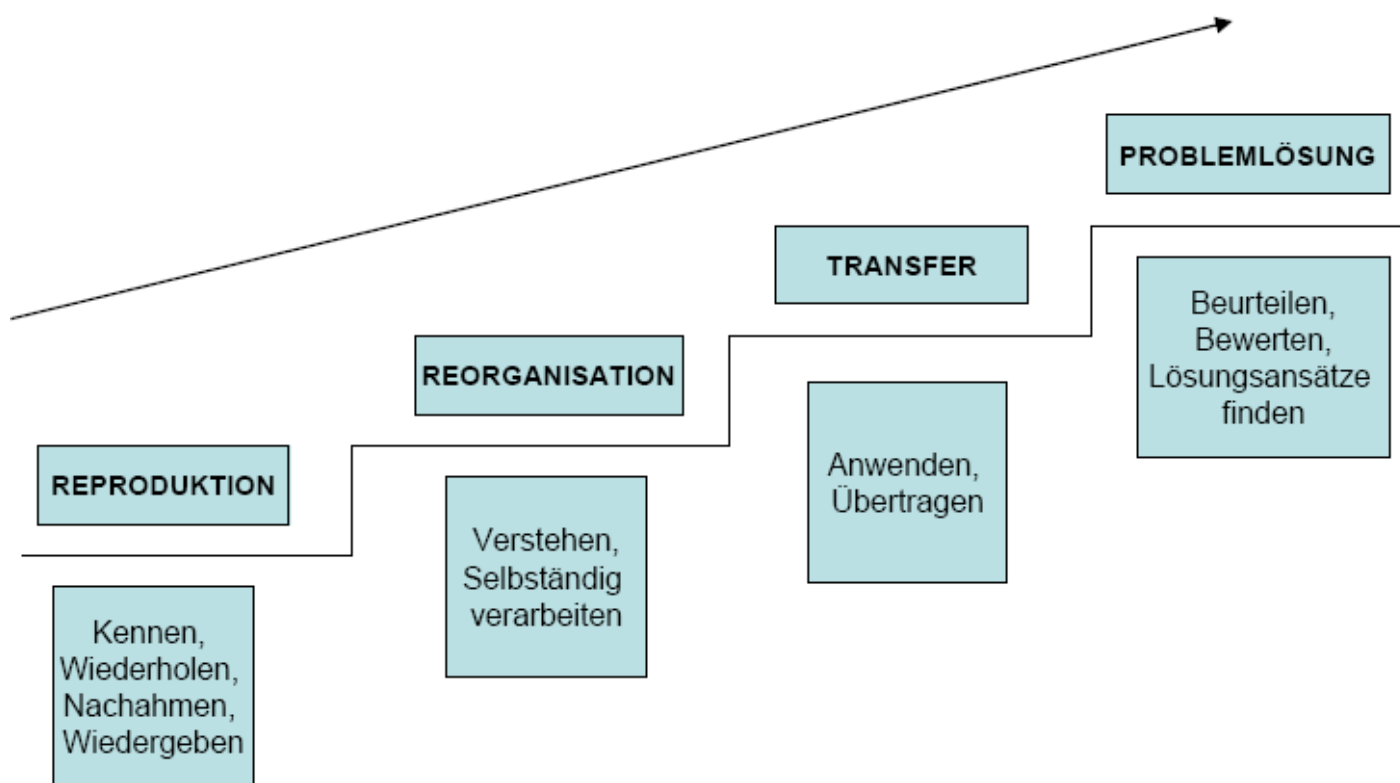 PROBLEMLÖSUNG
TRANSFER
REORGANISATION
REPRODUKTION
Beurteilen,
Bewerten,
Lösungsansätze
finden
Anwenden,
Übertragen
Verstehen,
Selbständig
verarbeiten
Kennen,
Wiederholen,
Nachahmen,
Wiedergeben